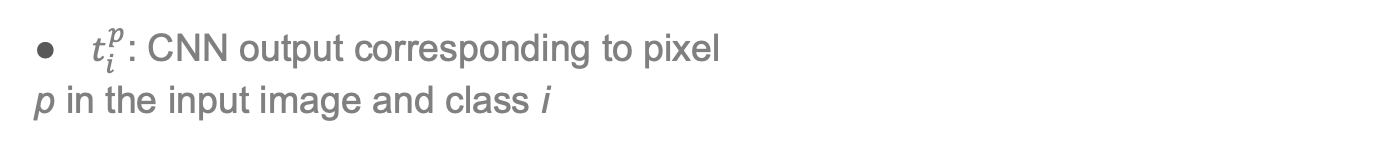 ● $t_i^p$: CNN output corresponding to pixel
p in the input image and class i